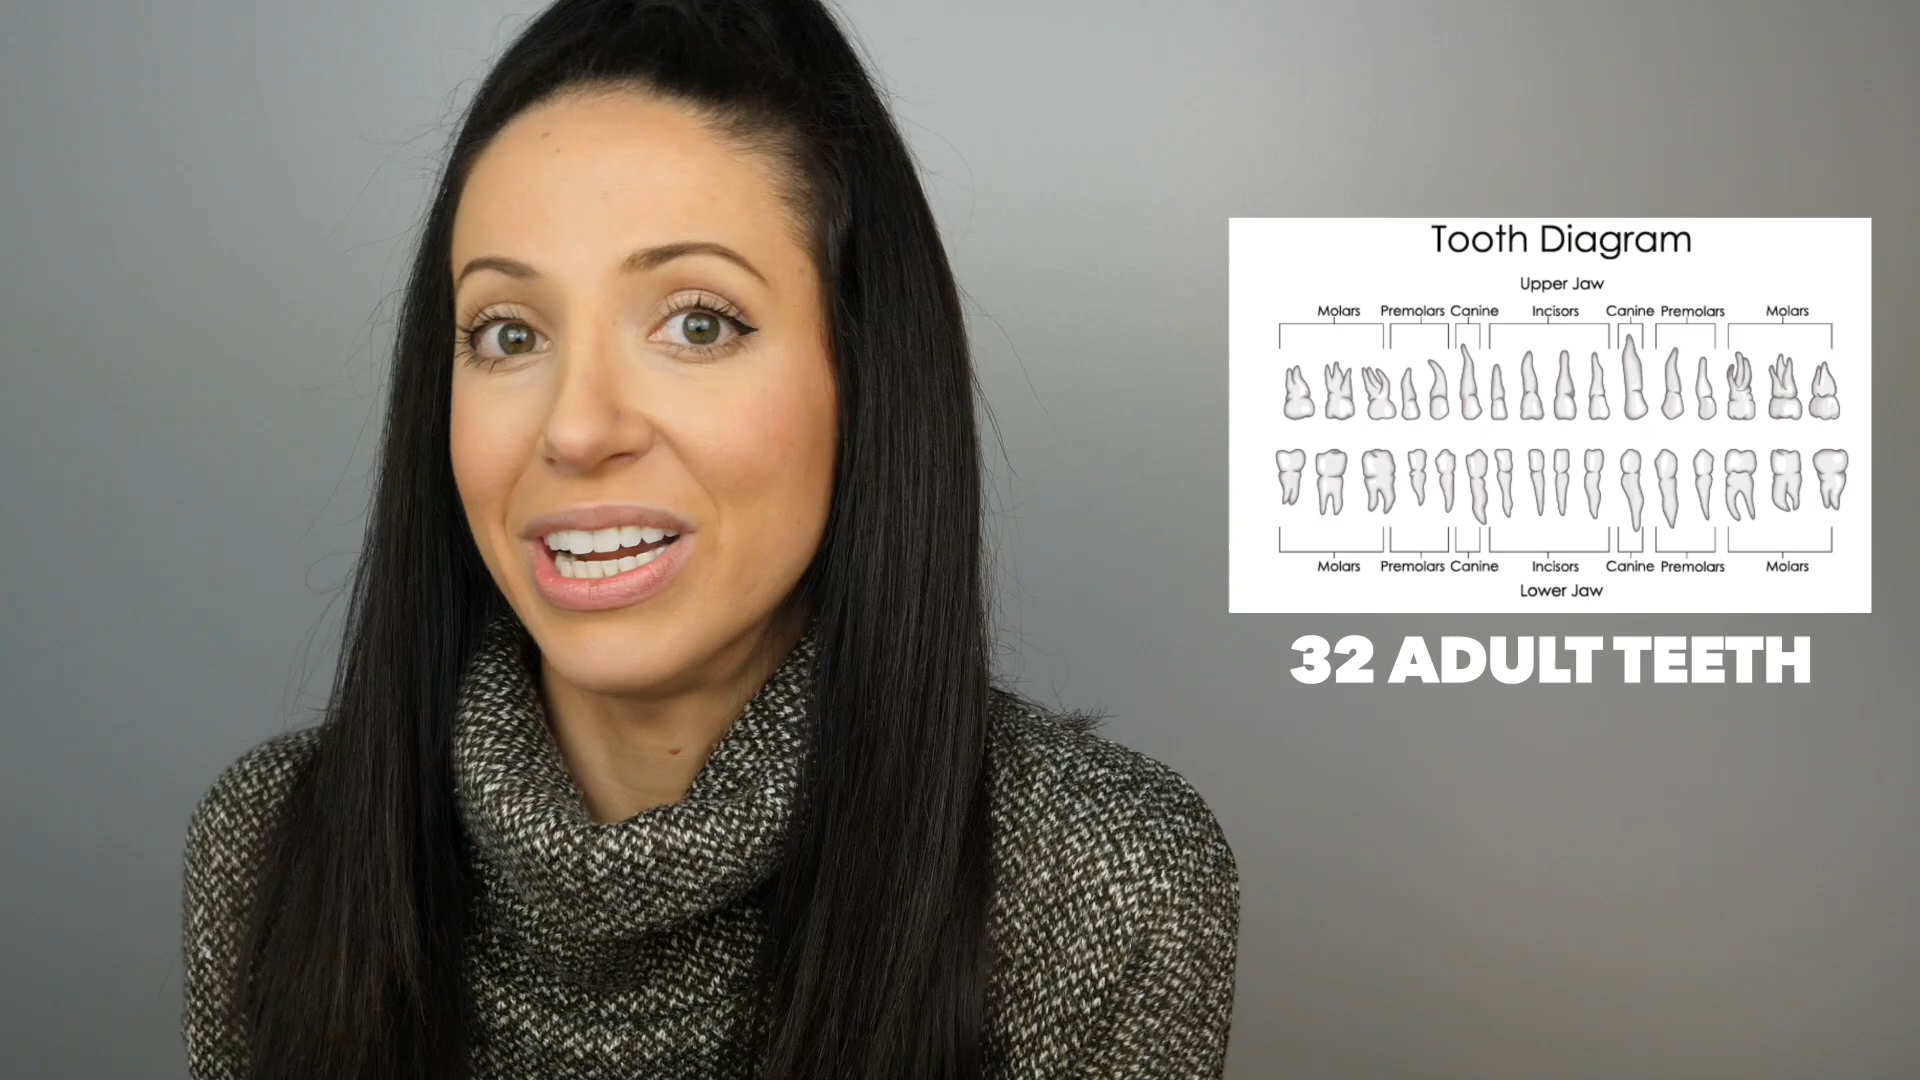 Tooth Diagram
Upper Jaw
Molars Premolars Canine Incisors Canine Premolars Molars
Molars Premolars Canine Incisors Canine Premolars Molars
Lower Jaw
32 ADULT TEETH